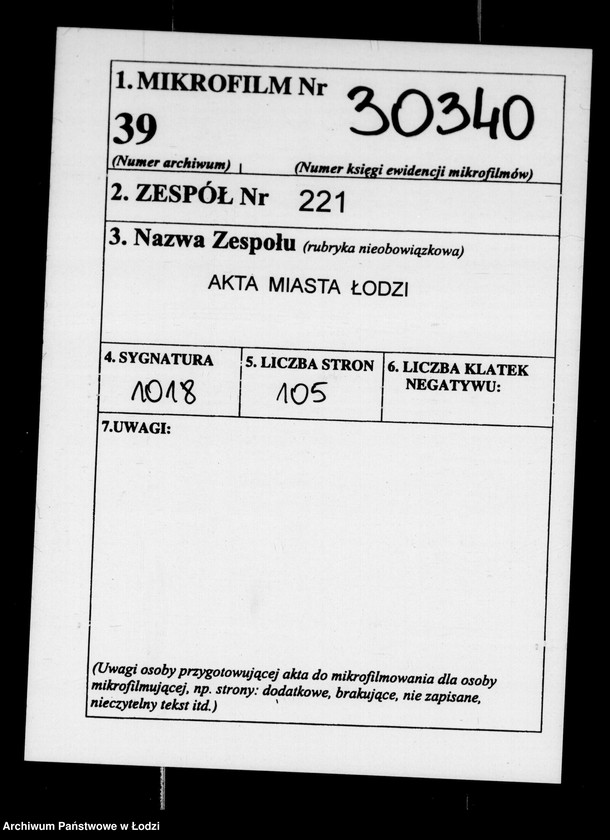 1. MIKROFILM Nr 30340
39
(Numer archiwum) (Numer księgi ewidencji mikrofilmów)
2. ZESPÓŁ Nr 221
3. Nazwa Zespołu (rubryka nieobowiązkowa)
AKTA MIASTA ŁODZI
4. SYGNATURA 5. LICZBA STRON 6. LICZBA KLATEK
NEGATYWU:
1018 105
7.UWAGI:
(Uwagi osoby przygotowującej akta do mikrofilmowania dla osoby
mikrofilmującej, np. strony: dodatkowe, brakujące, nie zapisane,
nieczytelny tekst itd.)
Archiwum Państwowe w Łodzi